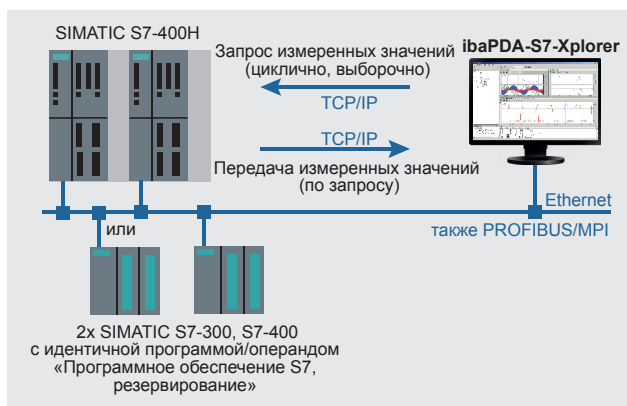 SIMATIC S7-400H
Запрос измеренных значений
(циклично, выборочно)
TCP/IP
ibaPDA-S7-Xplorer
TCP/IP
Передача измеренных значений
(по запросу)
Ethernet
или
также PROFIBUS/MPI
2x SIMATIC S7-300, S7-400
с идентичной программой/операндом
«Программное обеспечение S7,
резервирование»